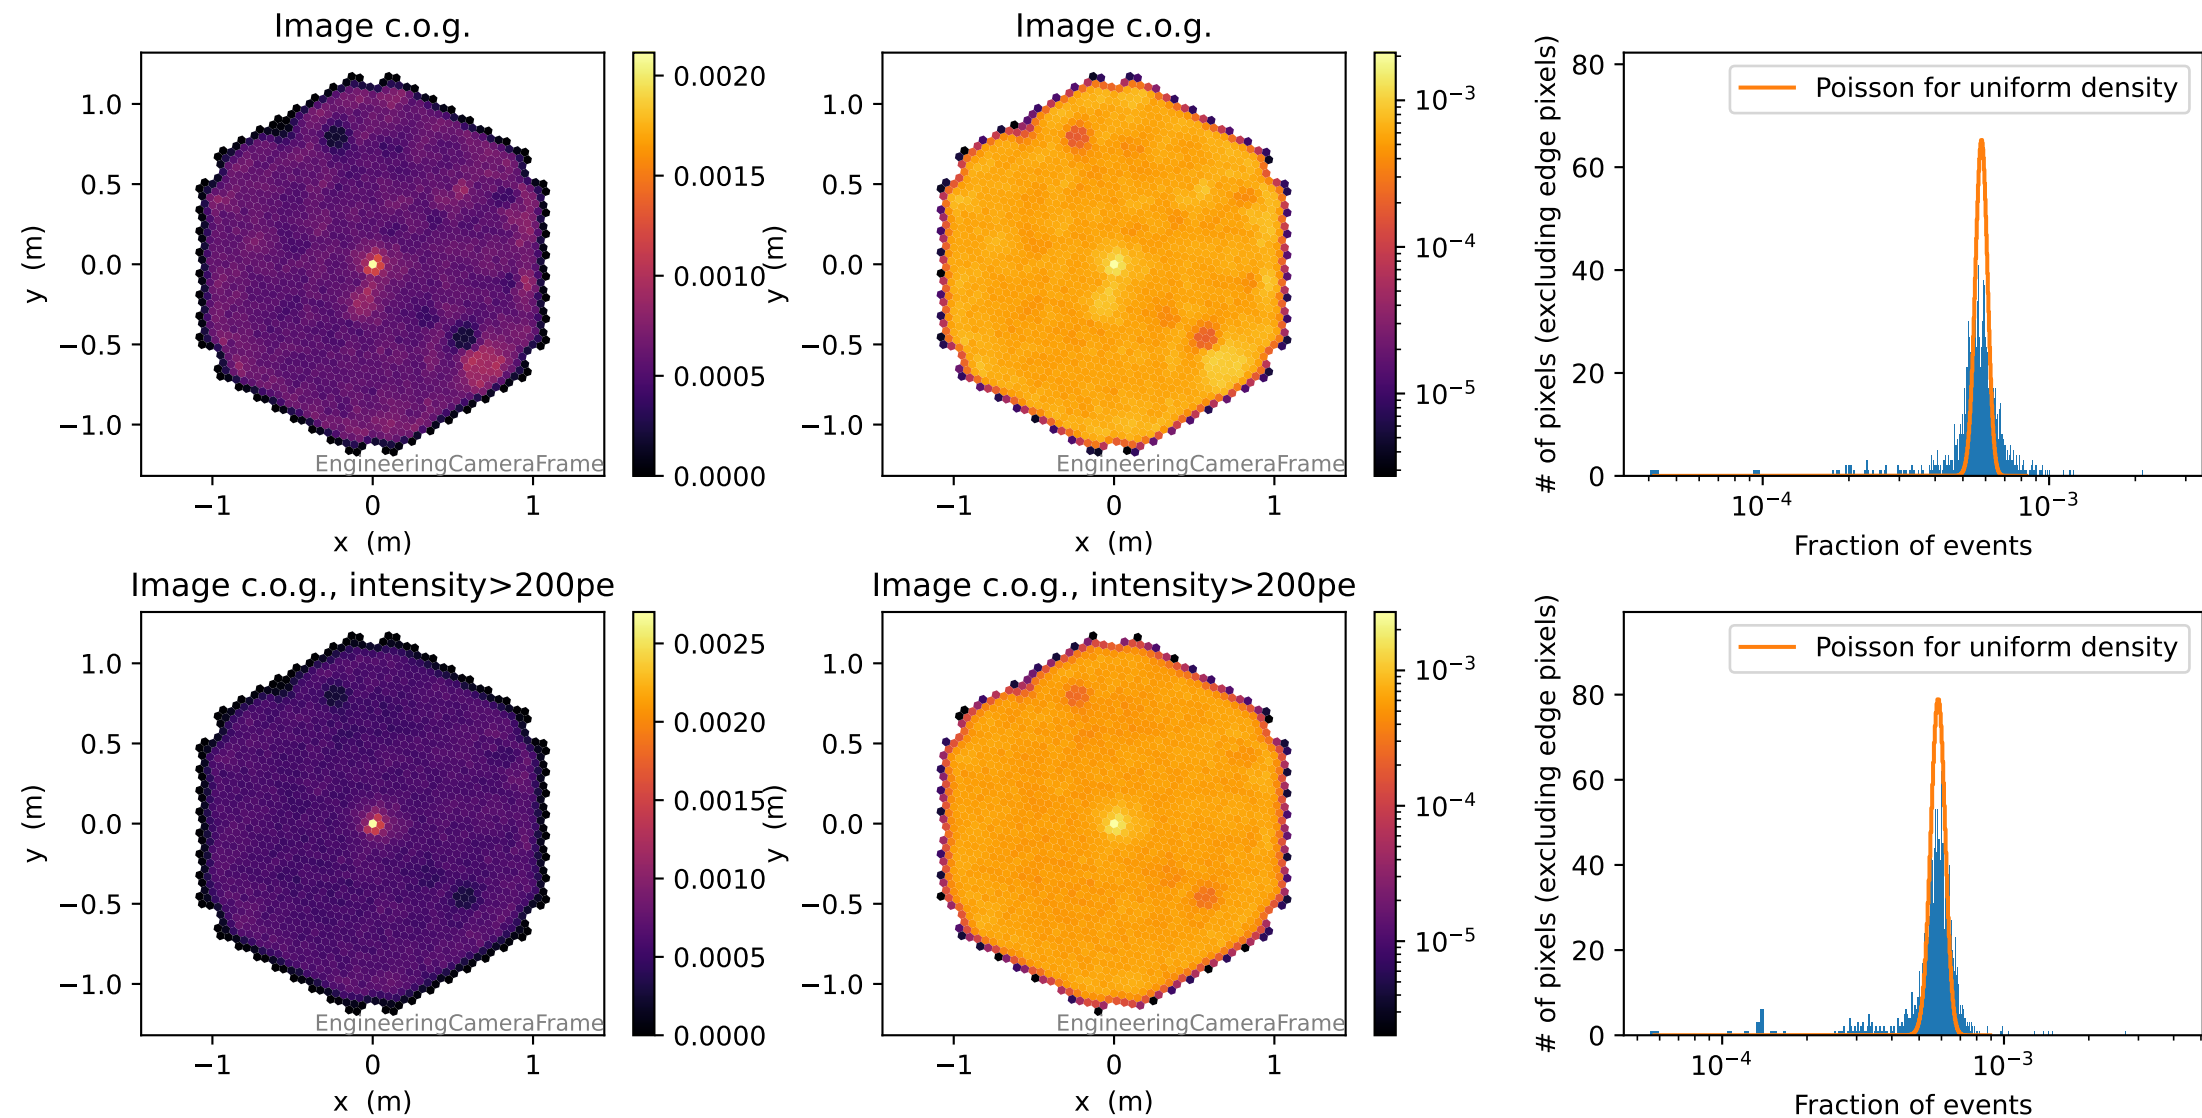 Image c.o.g.
y (m)
1.0
0.5
0.0
−0.5
−1.0
−1
0
1
x (m)
EngineeringCameraFrame
0.0020
0.0015
0.0010
0.0005
0.0000
Image c.o.g.
y (m)
1.0
0.5
0.0
−0.5
−1.0
−1
0
1
x (m)
EngineeringCameraFrame
10⁻³
10⁻⁴
10⁻⁵
# of pixels (excluding edge pixels)
80
60
40
20
0
Poisson for uniform density
10⁻⁴
10⁻³
Fraction of events
Image c.o.g., intensity>200pe
y (m)
1.0
0.5
0.0
−0.5
−1.0
−1
0
1
x (m)
EngineeringCameraFrame
0.0025
0.0020
0.0015
0.0010
0.0005
0.0000
Image c.o.g., intensity>200pe
y (m)
1.0
0.5
0.0
−0.5
−1.0
−1
0
1
x (m)
EngineeringCameraFrame
10⁻³
10⁻⁴
10⁻⁵
# of pixels (excluding edge pixels)
80
60
40
20
0
Poisson for uniform density
10⁻⁴
10⁻³
Fraction of events